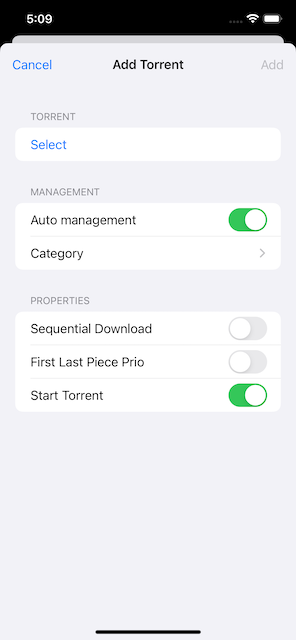 5:09
Cancel
Add Torrent
Add
TORRENT
Select
MANAGEMENT
Auto management
Category
PROPERTIES
Sequential Download
First Last Piece Prio
Start Torrent